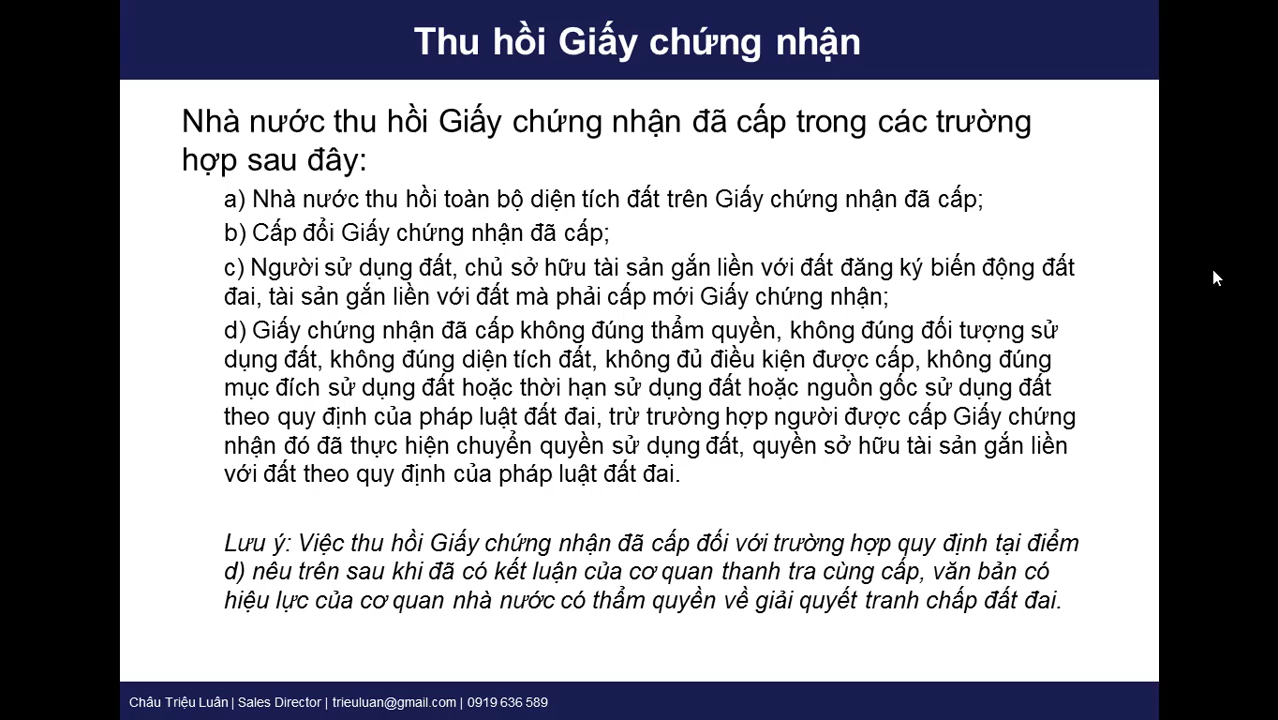 Thu hồi Giấy chứng nhận
Nhà nước thu hồi Giấy chứng nhận đã cấp trong các trường
hợp sau đây:
a) Nhà nước thu hồi toàn bộ diện tích đất trên Giấy chứng nhận đã cấp;
b) Cấp đổi Giấy chứng nhận đã cấp;
c) Người sử dụng đất, chủ sở hữu tài sản gắn liền với đất đăng ký biến động đất
đai, tài sản gắn liền với đất mà phải cấp mới Giấy chứng nhận;
d) Giấy chứng nhận đã cấp không đúng thẩm quyền, không đúng đối tượng sử
dụng đất, không đúng diện tích đất, không đủ điều kiện được cấp, không đúng
mục đích sử dụng đất hoặc thời hạn sử dụng đất hoặc nguồn gốc sử dụng đất
theo quy định của pháp luật đất đai, trừ trường hợp người được cấp Giấy chứng
nhận đó đã thực hiện chuyển quyền sử dụng đất, quyền sở hữu tài sản gắn liền
với đất theo quy định của pháp luật đất đai.
Lưu ý: Việc thu hồi Giấy chứng nhận đã cấp đối với trường hợp quy định tại điểm
d) nêu trên sau khi đã có kết luận của cơ quan thanh tra cùng cấp, văn bản có
hiệu lực của cơ quan nhà nước có thẩm quyền về giải quyết tranh chấp đất đai.
Châu Triệu Luân | Sales Director | trieuluan@gmail.com | 0919 636 589